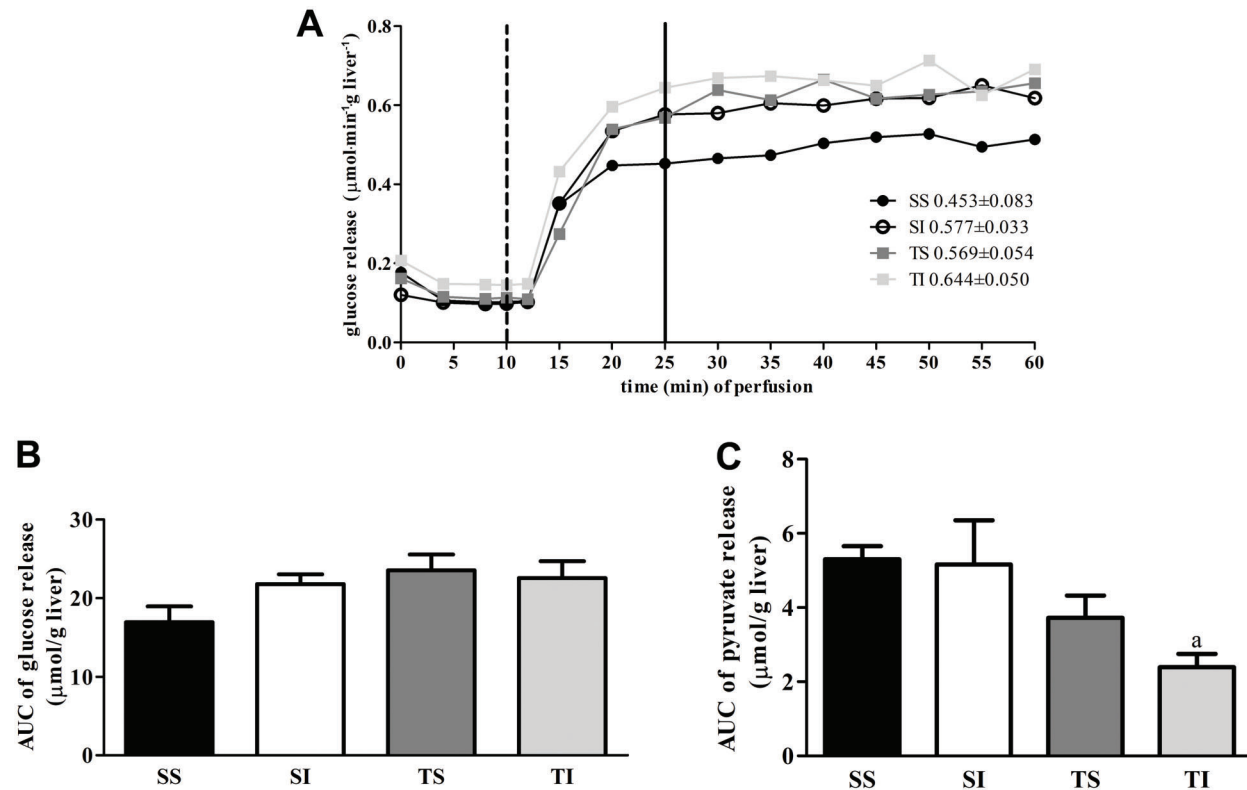 A
glucose release (μmol·min⁻¹·g liver⁻¹)
0.8
0.6
0.4
0.2
0.0
SS 0.453±0.083
SI 0.577±0.033
TS 0.569±0.054
TI 0.644±0.050
0 5 10 15 20 25 30 35 40 45 50 55 60
time (min) of perfusion
B
AUC of glucose release
(μmol/g liver)
30
20
10
0
SS SI TS TI
C
AUC of pyruvate release
(μmol/g liver)
8
6
4
2
0
a
SS SI TS TI